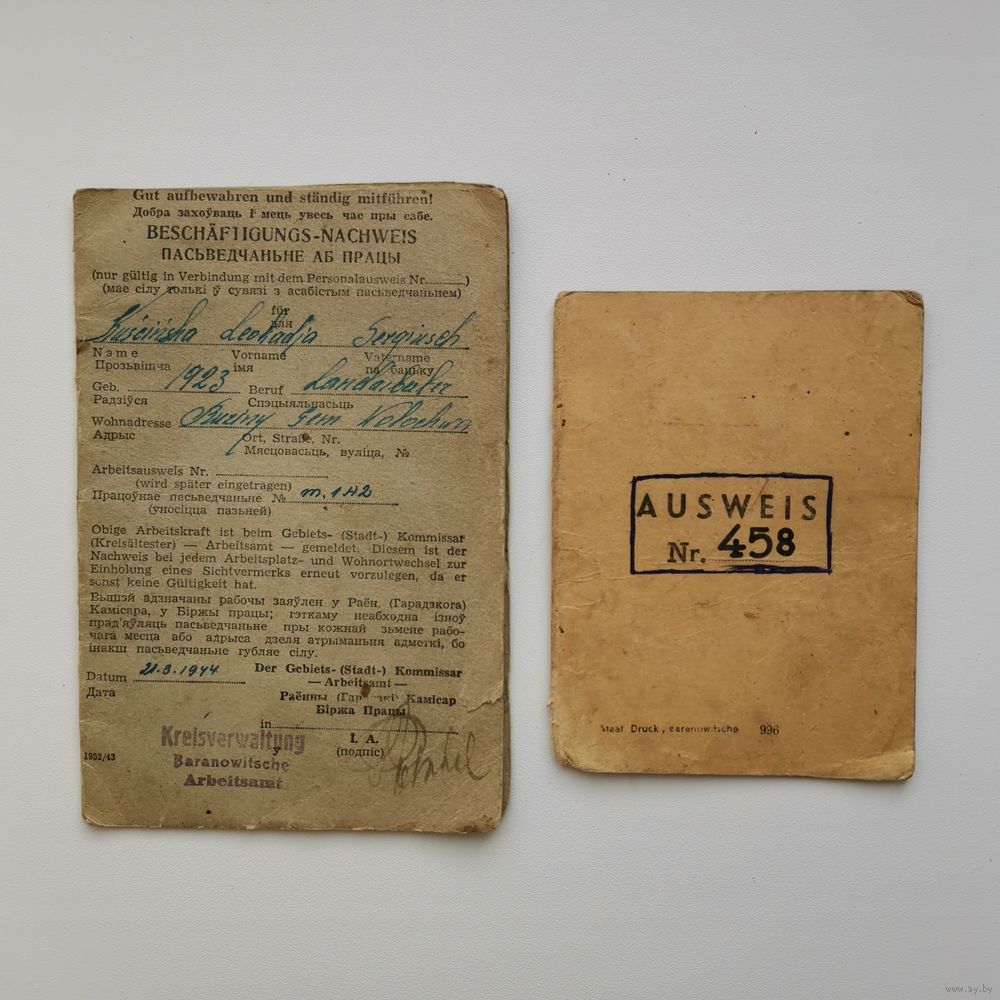 Gut aufbewahren und ständig mitführen!
Добра захоўваць і мець увесь час пры сабе.
BESCHÄFTIGUNGS-NACHWEIS
ПАСЬВЕДЧАНЬНЕ АБ ПРАЦЫ
(nur gültig in Verbindung mit dem Personalausweis Nr.............)
(мае сілу толькі ў сувязі з асабістым пасьведчаньнем)
für
для
Leokadja
Name Vorname Vatername
Прозьвішча імя па бацьку
Geb. 1923 Beruf Landarbeiter
Радзіўся Спэцыяльнасьць
Wohnadresse
Адрыс Ort, Straße, Nr.
Мясцовасьць, вуліца, №
Arbeitsausweis Nr.
(wird später eingetragen)
Працоўнае пасьведчаньне № m. 142
(уносіцца пазьней)
Obige Arbeitskraft ist beim Gebiets- (Stadt-) Kommissar
(Kreisältester) — Arbeitsamt — gemeldet. Diesem ist der
Nachweis bei jedem Arbeitsplatz- und Wohnortwechsel zur
Einholung eines Sichtvermerks erneut vorzulegen, da er
sonst keine Gültigkeit hat.
Вышэй адзначаны рабочы заяўлен у Раён. (Гарадзкога)
Камісара, у Біржы працы; гэткаму неабходна ізноў
прад'яўляць пасьведчаньне пры кожнай зьмене рабо-
чага месца або адрыса дзеля атрыманьня адметкі, бо
інакш пасьведчаньне губляе сілу.
Datum 21.3.1944 Der Gebiets- (Stadt-) Kommissar
Дата — Arbeitsamt —
Раённы (Гарадзкі) Камісар
Біржа Працы
in
у
I. A.
(подпіс)
Kreisverwaltung
Baranowitsche
Arbeitsamt
1952/43
AUSWEIS
Nr. 458
Staat. Druck., Baranowitsche 996
www.ay.by